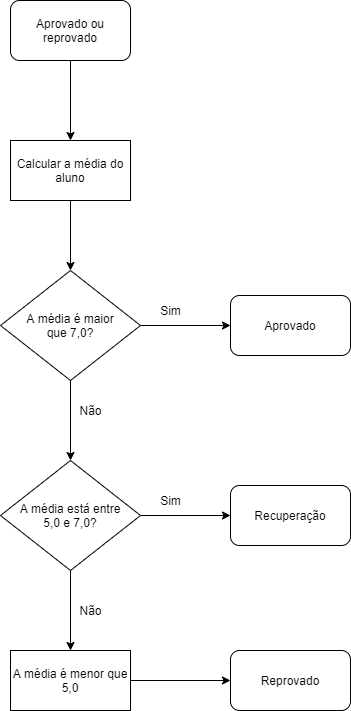 Aprovado ou
reprovado
Calcular a média do
aluno
A média é maior
que 7,0?
Sim
Aprovado
Não
A média está entre
5,0 e 7,0?
Sim
Recuperação
Não
A média é menor que
5,0
Reprovado